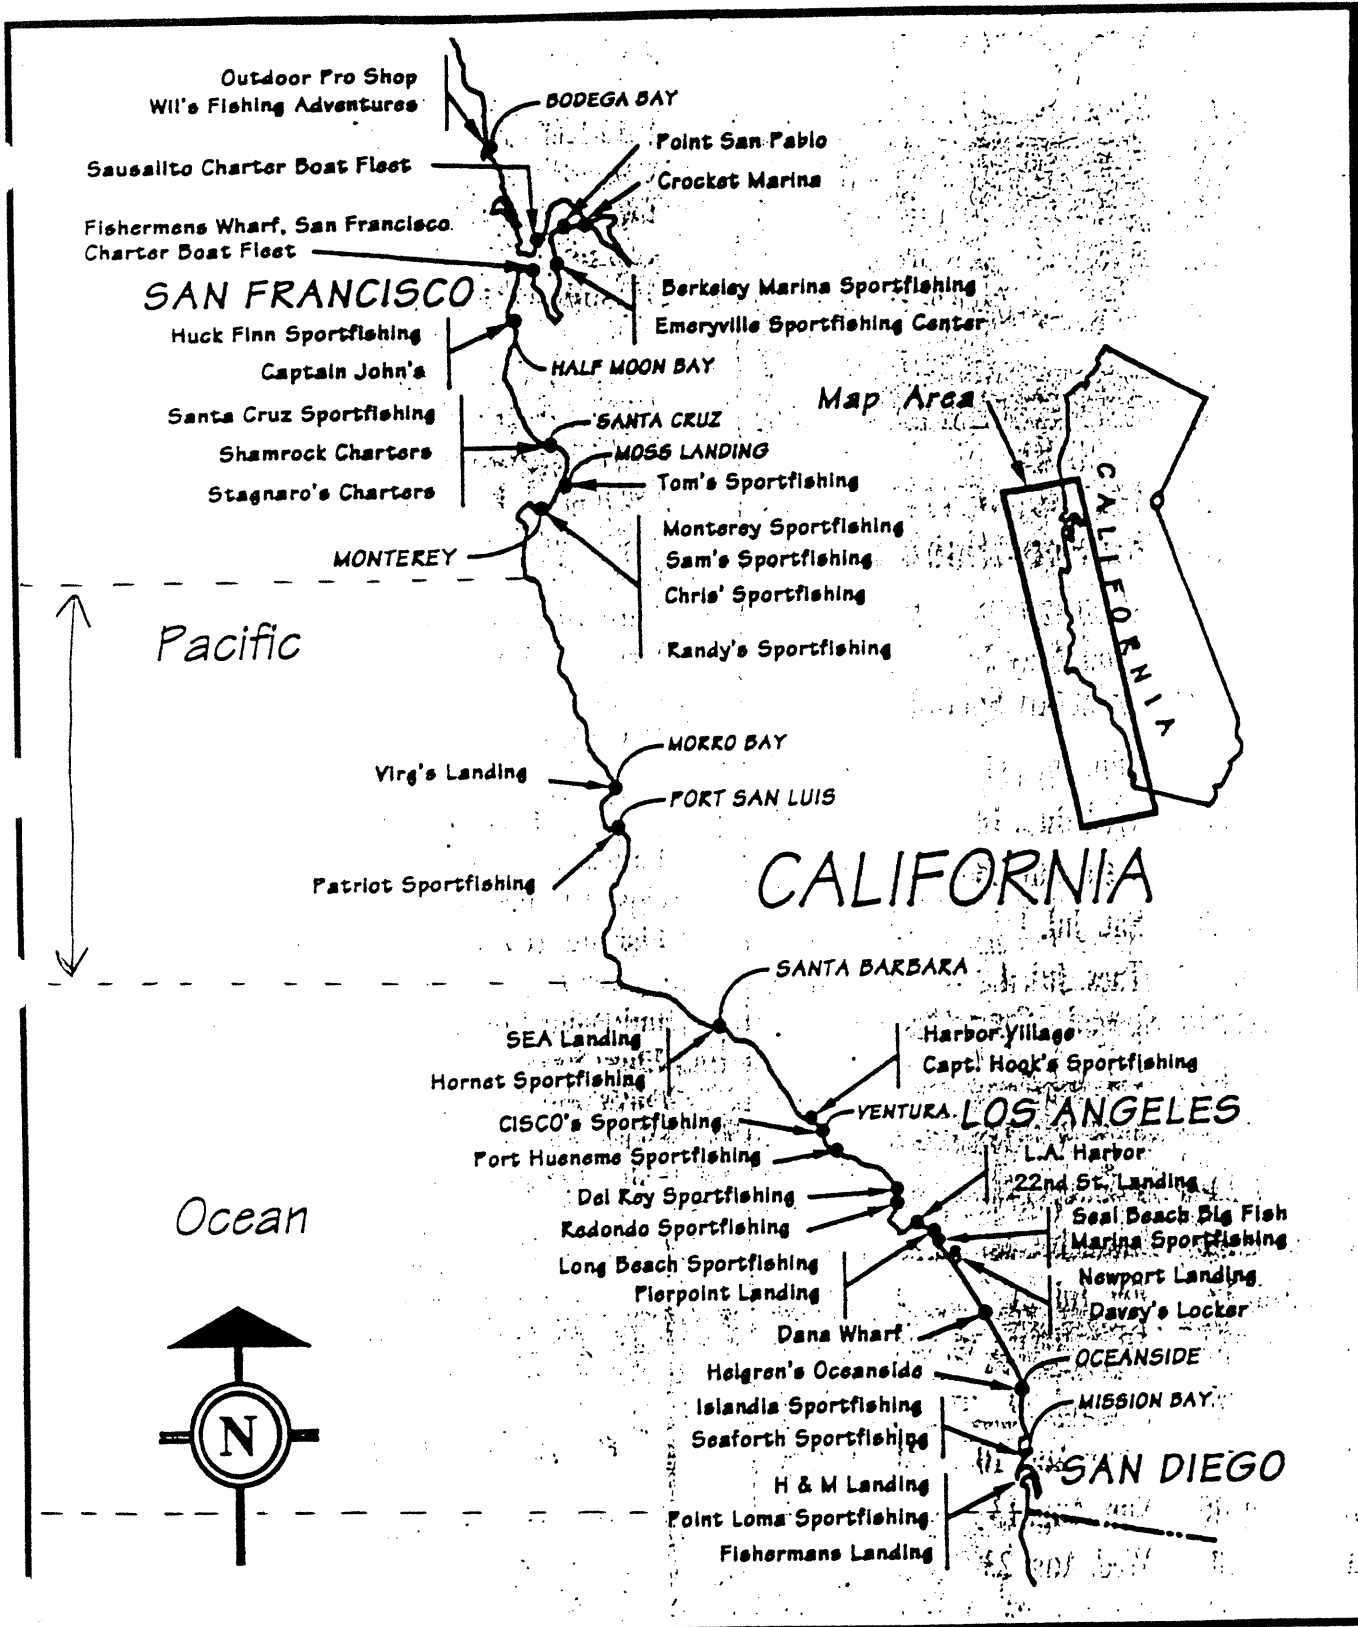 Outdoor Pro Shop
Wil's Fishing Adventures
BODEGA BAY
Point San Pablo
Sausalito Charter Boat Fleet
Crocket Marina
Fishermens Wharf, San Francisco
Charter Boat Fleet
SAN FRANCISCO
Berkeley Marina Sportfishing
Emeryville Sportfishing Center
Huck Finn Sportfishing
Captain John's
HALF MOON BAY
Map Area
Santa Cruz Sportfishing
SANTA CRUZ
Shamrock Charters
MOSS LANDING
Tom's Sportfishing
Stagnaro's Charters
Monterey Sportfishing
MONTEREY
Sam's Sportfishing
Chris' Sportfishing
Randy's Sportfishing
CALIFORNIA
Pacific
MORRO BAY
Virg's Landing
PORT SAN LUIS
Patriot Sportfishing
CALIFORNIA
SANTA BARBARA
SEA Landing
Hornet Sportfishing
Harbor Village
Capt. Hook's Sportfishing
CISCO's Sportfishing
VENTURA
LOS ANGELES
Port Hueneme Sportfishing
L.A. Harbor
22nd St. Landing
Del Rey Sportfishing
Redondo Sportfishing
Seal Beach Big Fish
Marina Sportfishing
Ocean
Long Beach Sportfishing
Pierpoint Landing
Newport Landing
Davey's Locker
Dana Wharf
Helgren's Oceanside
OCEANSIDE
Islandia Sportfishing
MISSION BAY
Seaforth Sportfishing
SAN DIEGO
N
H & M Landing
Point Loma Sportfishing
Fishermans Landing